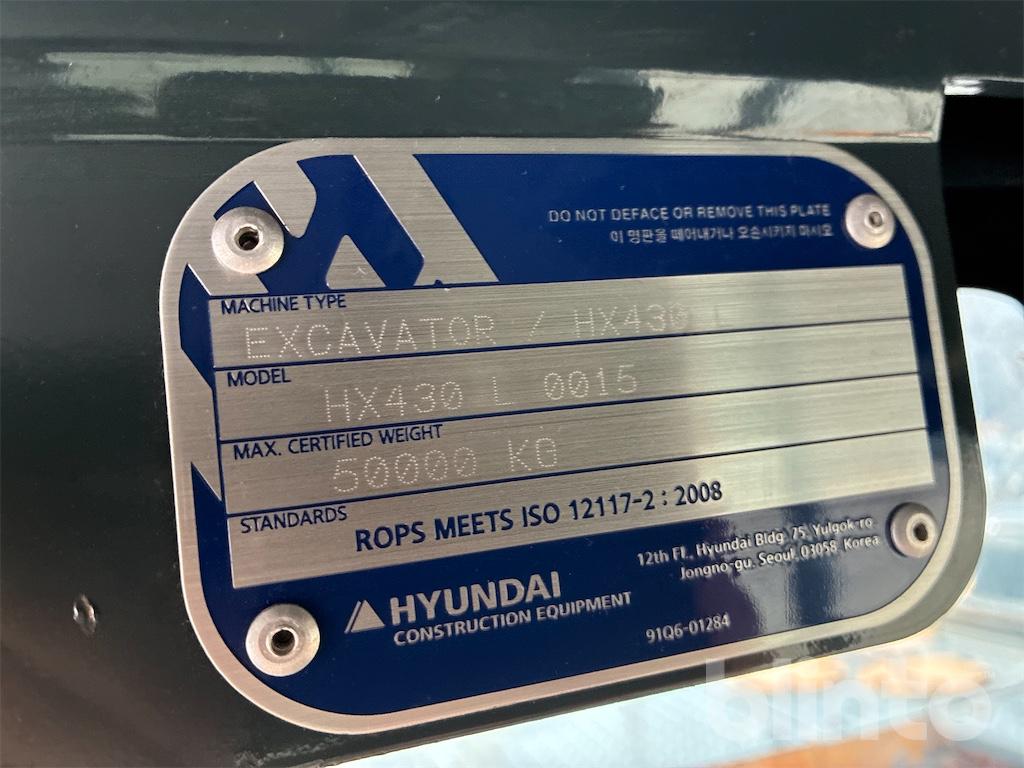 DO NOT DEFACE OR REMOVE THIS PLATE
이 명판을 떼어내거나 오손시키지 마시오
MACHINE TYPE
EXCAVATOR / HX430 L
MODEL
HX430 L 0015
MAX. CERTIFIED WEIGHT
50000 KG
STANDARDS
ROPS MEETS ISO 12117-2 : 2008
12th Fl., Hyundai Bldg. 75, Yulgok-ro
Jongno-gu, Seoul, 03058, Korea
HYUNDAI
CONSTRUCTION EQUIPMENT
91Q6-01284
blinto